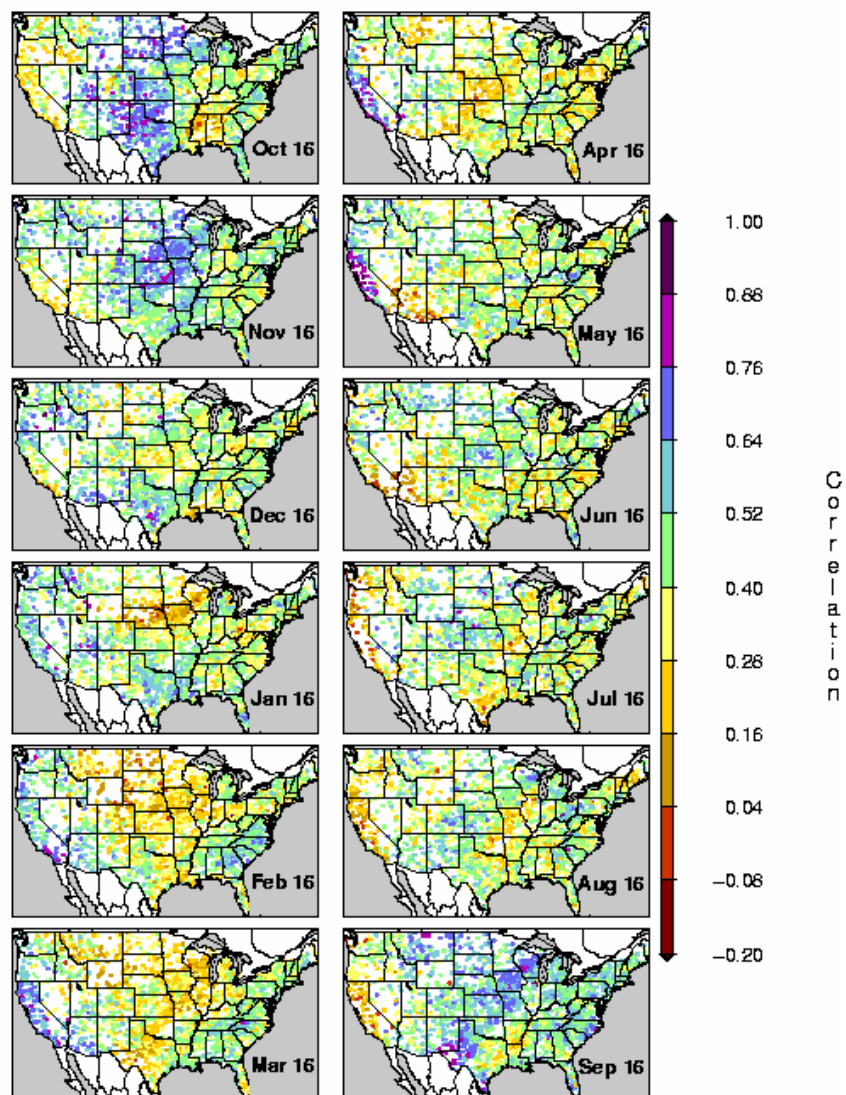 Oct 16
Apr 16
Nov 16
May 16
Dec 16
Jun 16
Jan 16
Jul 16
Feb 16
Aug 16
Mar 16
Sep 16
1.00
0.88
0.76
0.64
0.52
0.40
0.28
0.16
0.04
−0.08
−0.20
Correlation